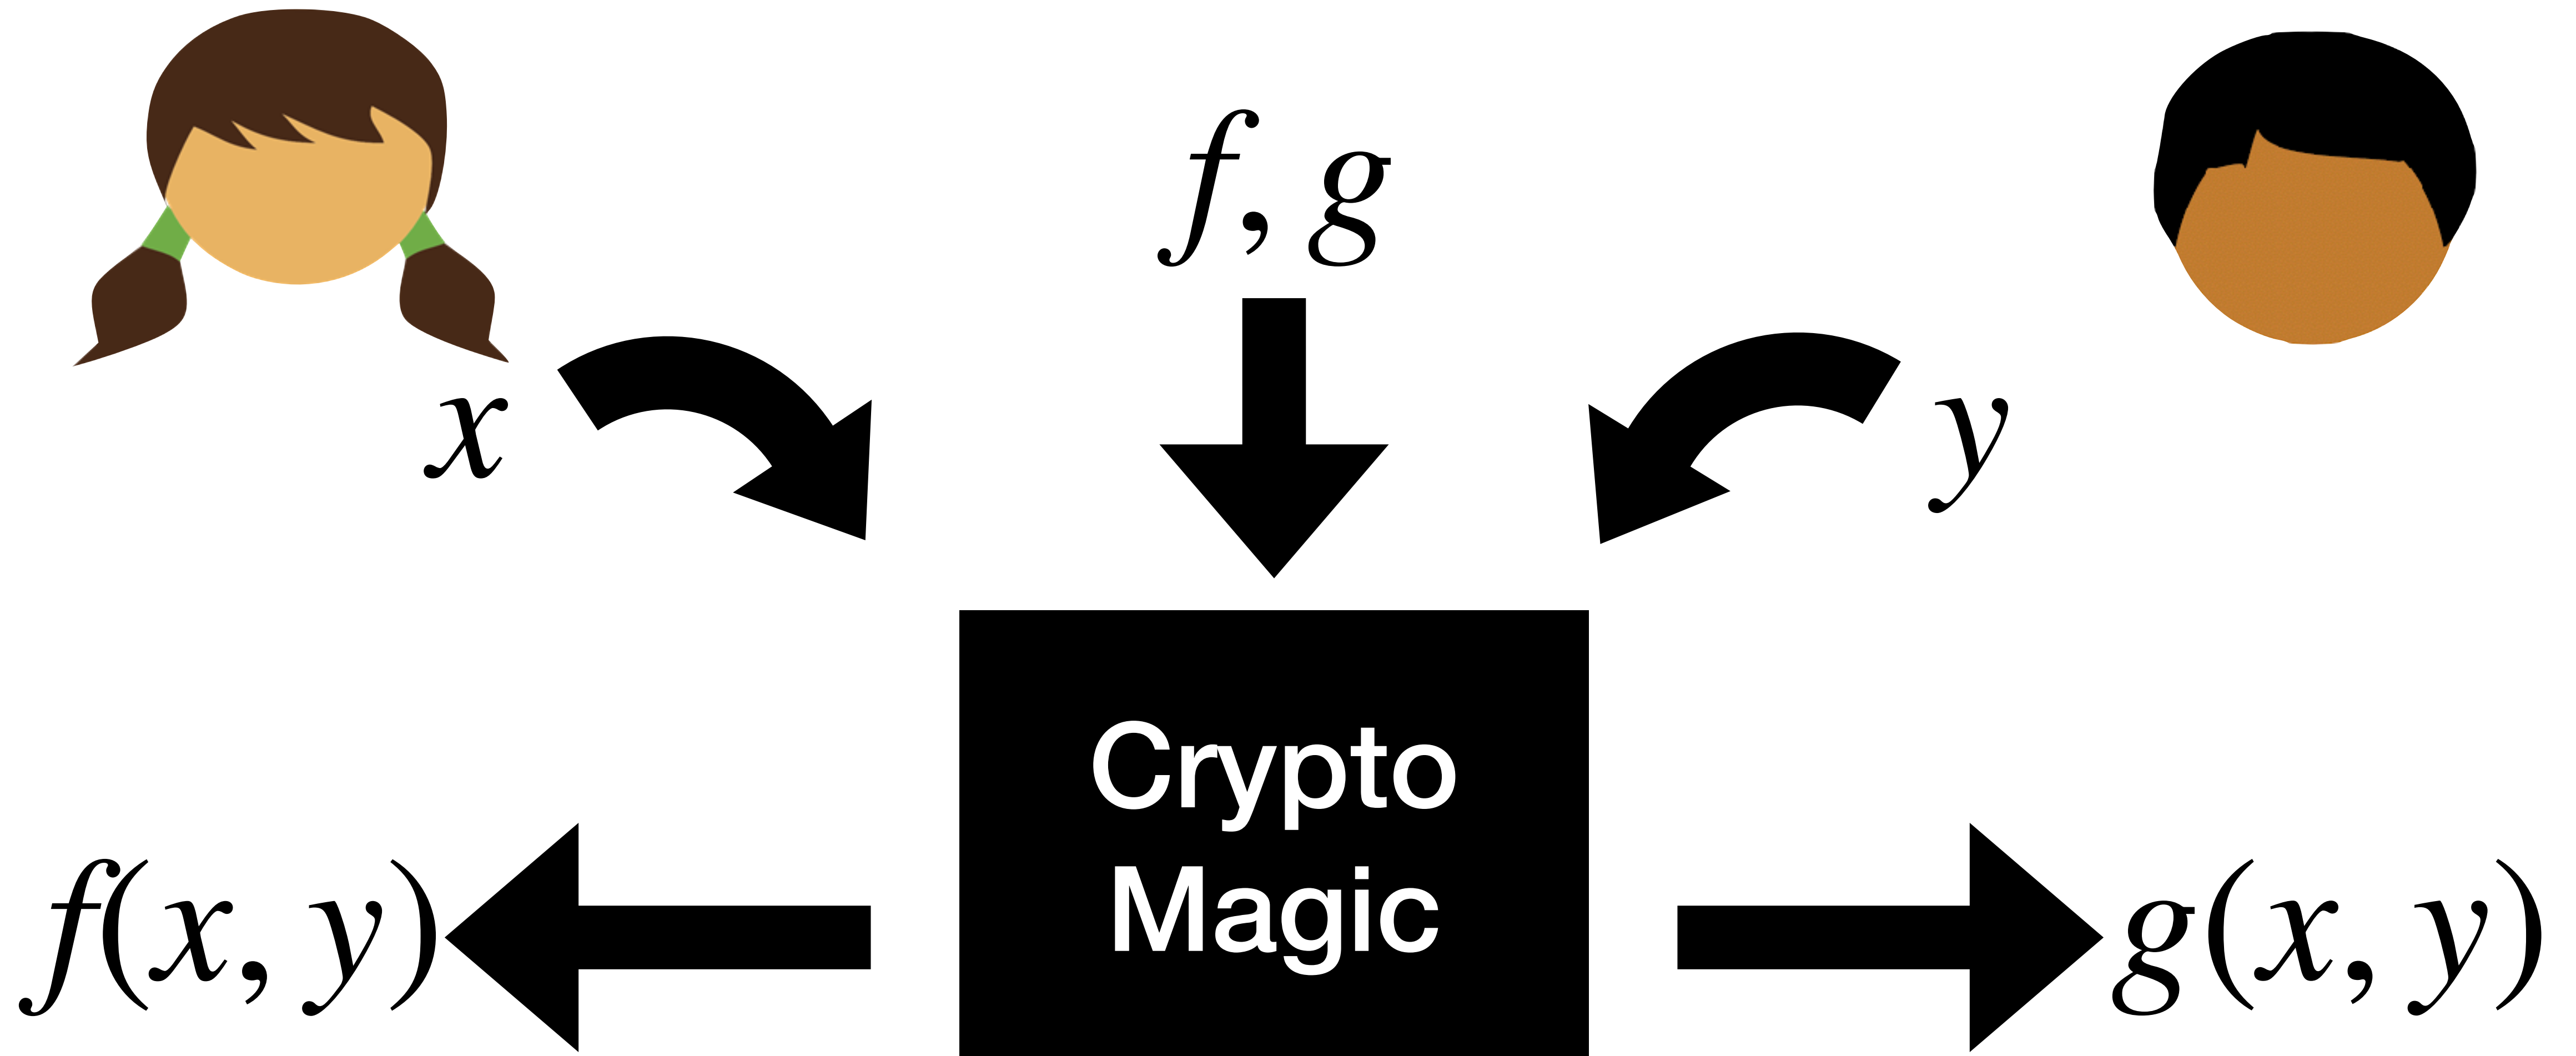 f, g
x
y
Crypto
Magic
f(x, y)
g(x, y)